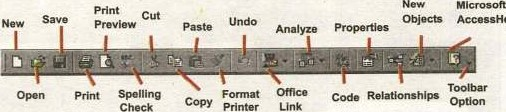 New
Save
Print
Preview
Cut
Paste
Undo
Analyze
Properties
New
Objects
Microsoft
AccessHe
Open
Print
Spelling
Check
Copy
Format
Printer
Office
Link
Code
Relationships
Toolbar
Option